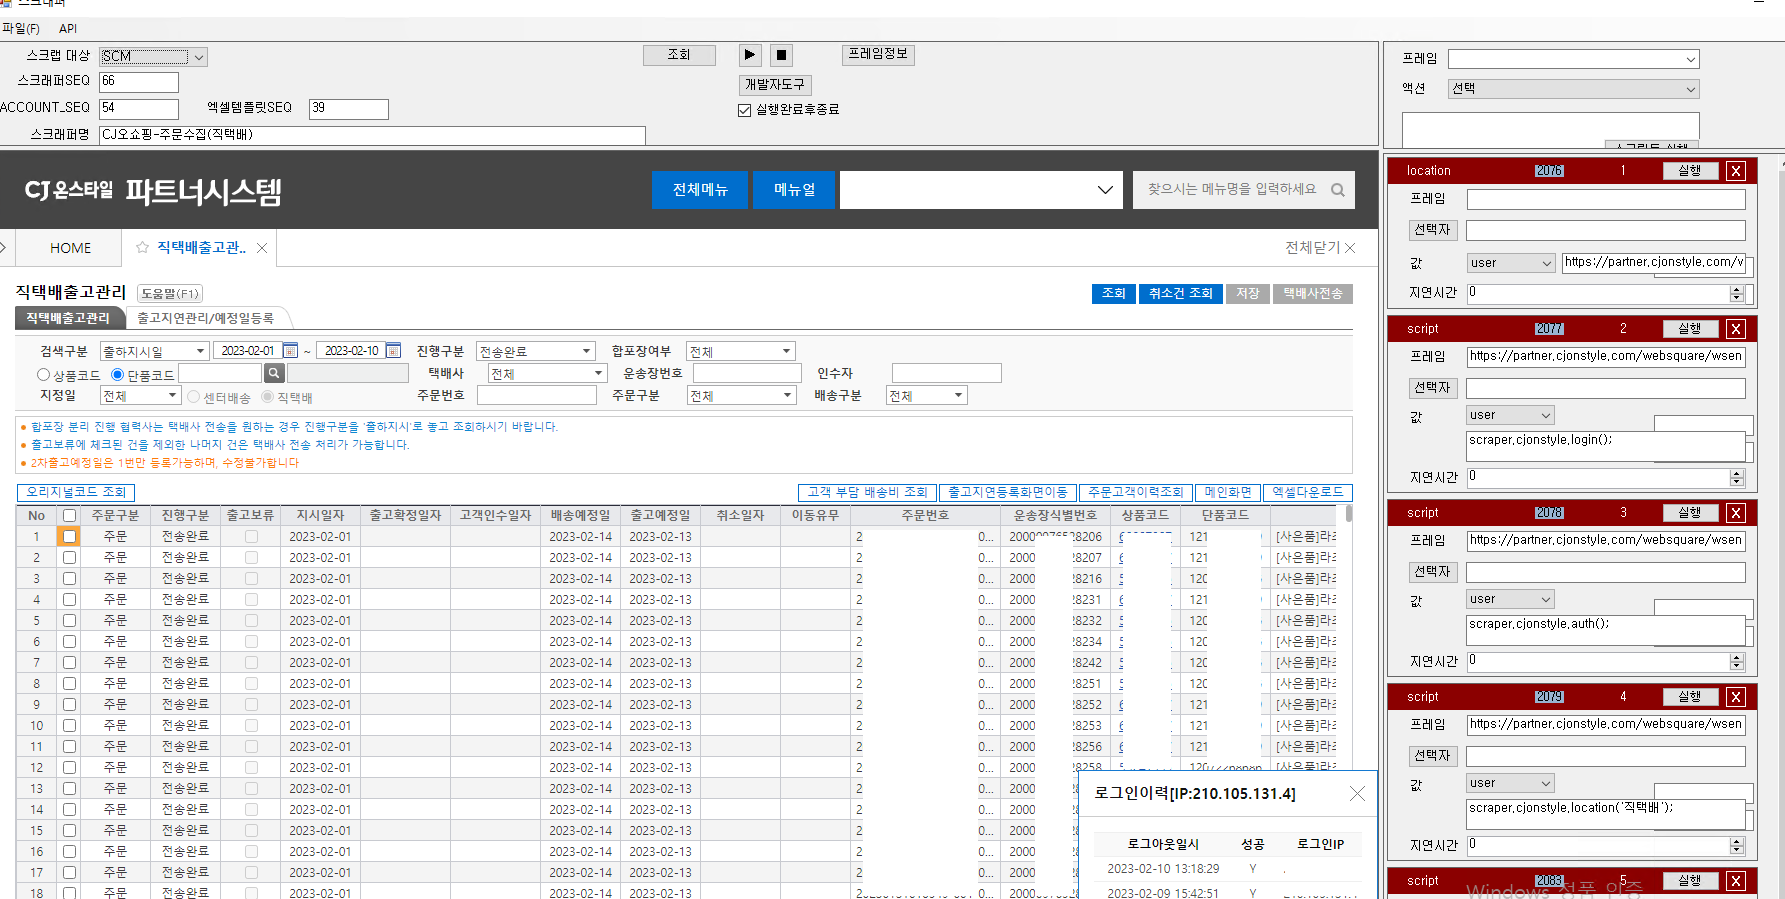 스크래퍼
파일(F) API
스크랩 대상 SCM 조회 ▶ ■ 프레임정보
스크래퍼SEQ 66 개발자도구
ACCOUNT_SEQ 54 엑셀템플릿SEQ 39 실행완료후종료
스크래퍼명 CJ오쇼핑-주문수집(직택배)
프레임
액션 선택
CJ온스타일 파트너시스템 전체메뉴 메뉴얼 찾으시는 메뉴명을 입력하세요
HOME 직택배출고관.. 전체닫기
직택배출고관리 도움말(F1) 조회 취소건 조회 저장 택배사전송
직택배출고관리 출고지연관리/예정일등록
검색구분 출하지시일 2023-02-01 ~ 2023-02-10 진행구분 전송완료 합포장여부 전체
상품코드 단품코드 택배사 전체 운송장번호 인수자
지정일 전체 센터배송 직택배 주문번호 주문구분 전체 배송구분 전체
합포장 분리 진행 협력사는 택배사 전송을 원하는 경우 진행구분을 '출하지시'로 놓고 조회하시기 바랍니다.
출고보류에 체크된 건을 제외한 나머지 건은 택배사 전송 처리가 가능합니다.
2차출고예정일은 1번만 등록가능하며, 수정불가합니다
오리지널코드 조회 고객 부담 배송비 조회 출고지연등록화면이동 주문고객이력조회 메인화면 엑셀다운로드
No 주문구분 진행구분 출고보류 지시일자 출고확정일자 고객인수일자 배송예정일 출고예정일 취소일자 이동유무 주문번호 운송장식별번호 상품코드 단품코드
1 주문 전송완료 2023-02-01 2023-02-14 2023-02-13 2 0... 2000 28206 121 [사은품]라
2 주문 전송완료 2023-02-01 2023-02-14 2023-02-13 2 0... 2000 28207 6 121 [사은품]라
3 주문 전송완료 2023-02-01 2023-02-14 2023-02-13 2 0... 2000 28216 5 120 [사은품]라
4 주문 전송완료 2023-02-01 2023-02-14 2023-02-13 2 0... 2000 28231 6 121 [사은품]라
5 주문 전송완료 2023-02-01 2023-02-14 2023-02-13 2 0... 2000 28232 5 120 [사은품]라
6 주문 전송완료 2023-02-01 2023-02-14 2023-02-13 2 0... 2000 28234 5 120 [사은품]라
7 주문 전송완료 2023-02-01 2023-02-14 2023-02-13 2 0... 2000 28242 5 120 [사은품]라
8 주문 전송완료 2023-02-01 2023-02-14 2023-02-13 2 0... 2000 28251 5 120 [사은품]라
9 주문 전송완료 2023-02-01 2023-02-14 2023-02-13 2 0... 2000 28252 6 121 [사은품]라
10 주문 전송완료 2023-02-01 2023-02-14 2023-02-13 2 0... 2000 28253 6 121 [사은품]라
11 주문 전송완료 2023-02-01 2023-02-14 2023-02-13 2 0... 2000 28256 6 121 [사은품]라
12 주문 전송완료 2023-02-01 2023-02-14 2023-02-13 2 0... 2000 28258 5 [사은품]라
13 주문 전송완료 2023-02-01 2023-02-14 2023-02-13 2 0... 2000
14 주문 전송완료 2023-02-01 2023-02-14 2023-02-13 2 0... 2000
15 주문 전송완료 2023-02-01 2023-02-14 2023-02-13 2 0... 2000
16 주문 전송완료 2023-02-01 2023-02-14 2023-02-13 2 0... 2000
17 주문 전송완료 2023-02-01 2023-02-14 2023-02-13 2 0... 2000
18 주문 전송완료 2023-02-01 2023-02-14 2023-02-13
로그인이력[IP:210.105.131.4]
로그아웃일시 성공 로그인IP
2023-02-10 13:18:29 Y .
2023-02-09 15:42:51 Y
location 2076 1 실행 X
프레임
선택자
값 user https://partner.cjonstyle.com/v
지연시간 0
script 2077 2 실행 X
프레임 https://partner.cjonstyle.com/websquare/wsen
선택자
값 user
scraper.cjonstyle.login();
지연시간 0
script 2078 3 실행 X
프레임 https://partner.cjonstyle.com/websquare/wsen
선택자
값 user
scraper.cjonstyle.auth();
지연시간 0
script 2079 4 실행 X
프레임 https://partner.cjonstyle.com/websquare/wsen
선택자
값 user
scraper.cjonstyle.location('직택배');
지연시간 0
script 2083 5 실행 X
Windows 정품 인증